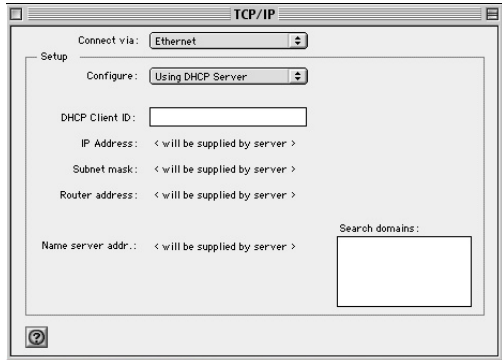 TCP/IP
Connect via: Ethernet
Setup
Configure: Using DHCP Server
DHCP Client ID:
IP Address: < will be supplied by server >
Subnet mask: < will be supplied by server >
Router address: < will be supplied by server >
Search domains:
Name server addr.: < will be supplied by server >
?